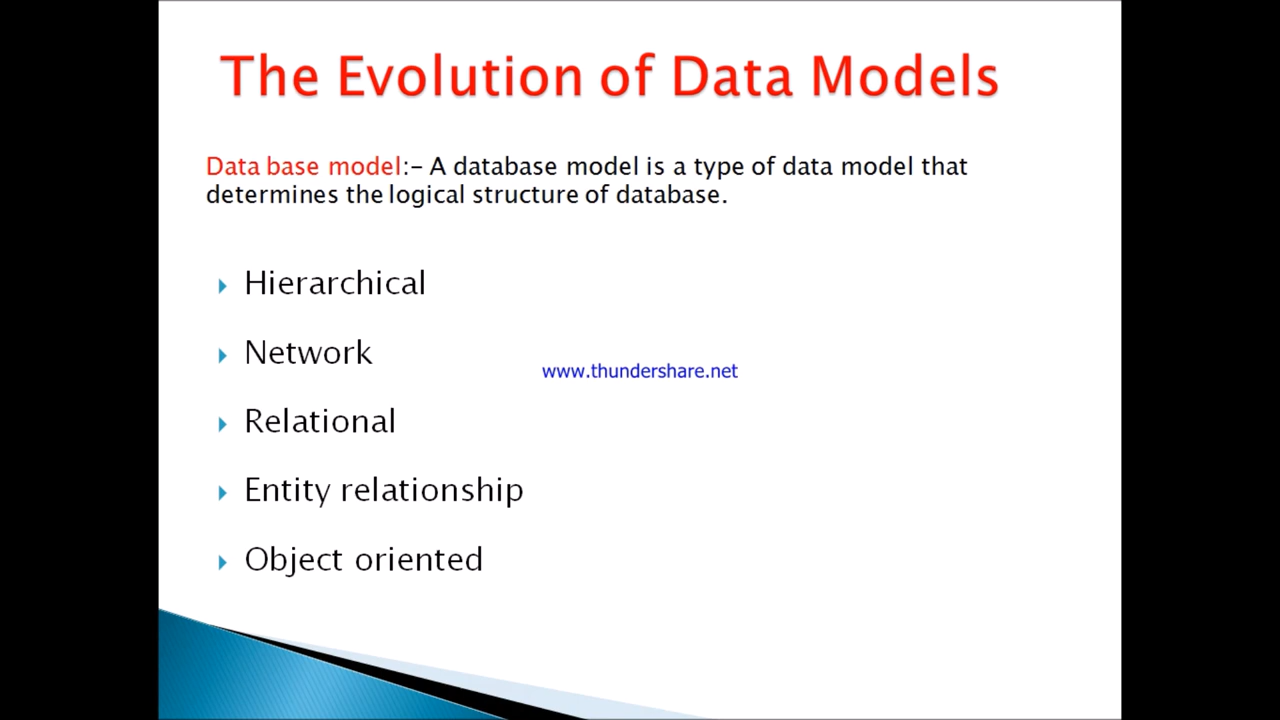 The Evolution of Data Models
Data base model:- A database model is a type of data model that
determines the logical structure of database.
Hierarchical
Network
www.thundershare.net
Relational
Entity relationship
Object oriented